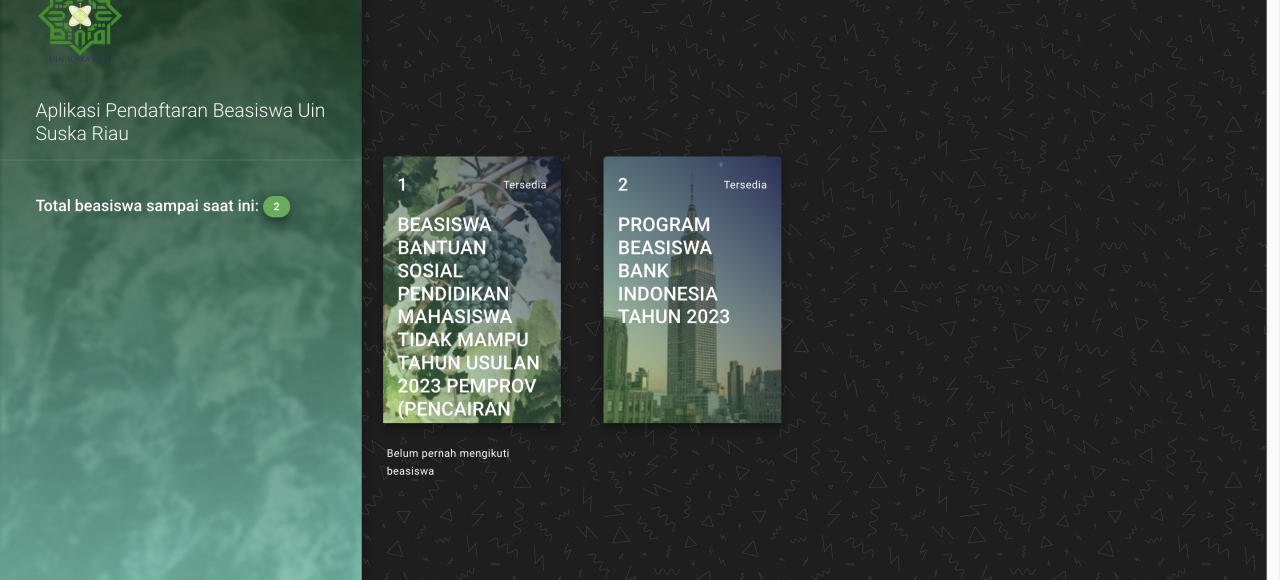 Aplikasi Pendaftaran Beasiswa Uin
Suska Riau
Total beasiswa sampai saat ini: 2
1
Tersedia
BEASISWA
BANTUAN
SOSIAL
PENDIDIKAN
MAHASISWA
TIDAK MAMPU
TAHUN USULAN
2023 PEMPROV
(PENCAIRAN
Belum pernah mengikuti
beasiswa
2
Tersedia
PROGRAM
BEASISWA
BANK
INDONESIA
TAHUN 2023